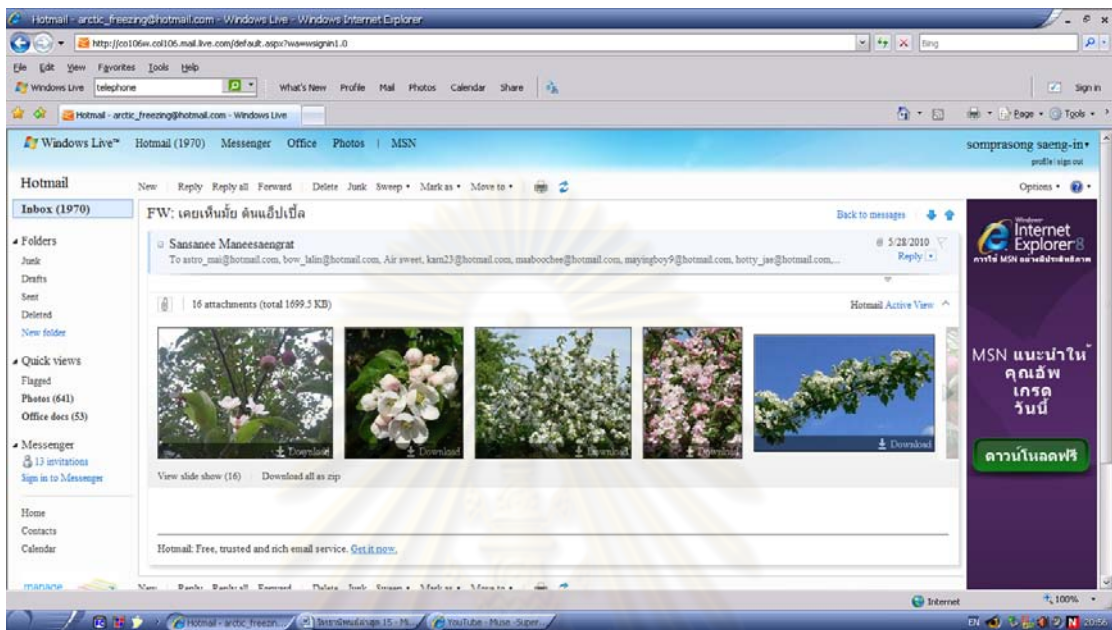 Hotmail - arctic_freezing@hotmail.com - Windows Live - Windows Internet Explorer
http://co106w.col106.mail.live.com/default.aspx?wa=wsignin1.0
Bing
File Edit View Favorites Tools Help
Windows Live telephone What's New Profile Mail Photos Calendar Share Sign in
Hotmail - arctic_freezing@hotmail.com - Windows Live Page Tools
Windows Live™ Hotmail (1970) Messenger Office Photos | MSN somprasong saeng-in
profile | sign out
Hotmail New Reply Reply all Forward Delete Junk Sweep Mark as Move to Options
Inbox (1970) FW: เคยเห็นมั้ย ต้นแอ็ปเปิ้ล Back to messages
Sansanee Maneesaengrat 5/28/2010
To astro_mai@hotmail.com, bow_lalin@hotmail.com, Air sweet, karn23@hotmail.com, maaboochee@hotmail.com, mayingboy9@hotmail.com, hotty_jae@hotmail.com,... Reply
16 attachments (total 1699.5 KB) Hotmail Active View
Folders
Junk
Drafts
Sent
Deleted
New folder
Quick views
Flagged
Photos (641)
Office docs (53)
Messenger
13 invitations
Sign in to Messenger
Home
Contacts
Calendar
manage
Download Download Download Download Download
View slide show (16) Download all as zip
Hotmail: Free, trusted and rich email service. Get it now.
New Reply Reply all Forward Delete Junk Sweep Mark as Move to
Windows
Internet
Explorer 8
MSN แนะนำให้
คุณอัพ
เกรด
วันนี้
ดาวน์โหลดฟรี
Internet 100%
Hotmail - arctic_freezin... YouTube - Muse -Super... EN 20:56